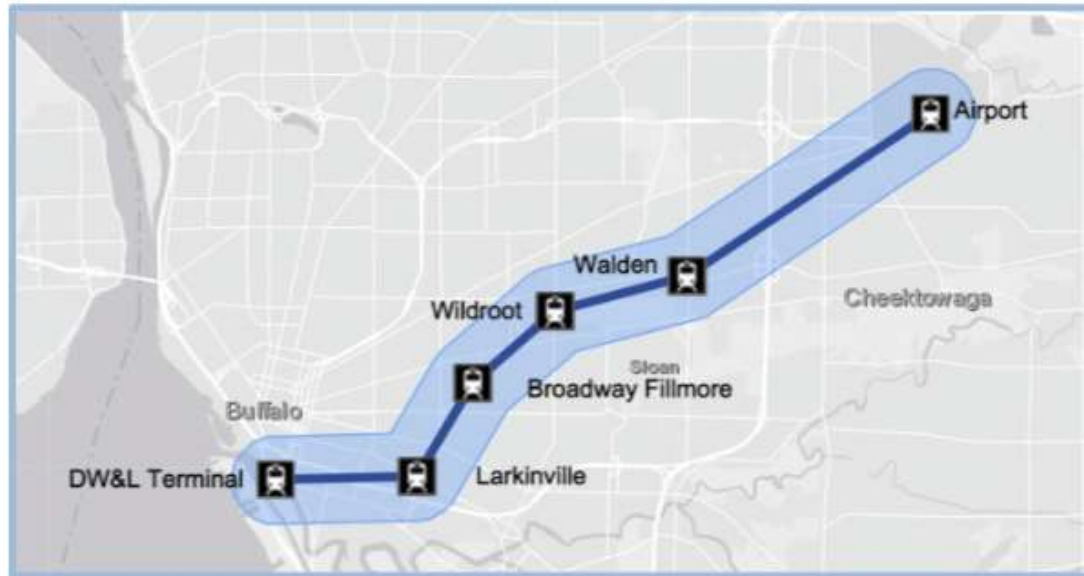 Airport
Walden
Cheektowaga
Wildroot
Sloan
Broadway Fillmore
Buffalo
DW&L Terminal
Larkinville